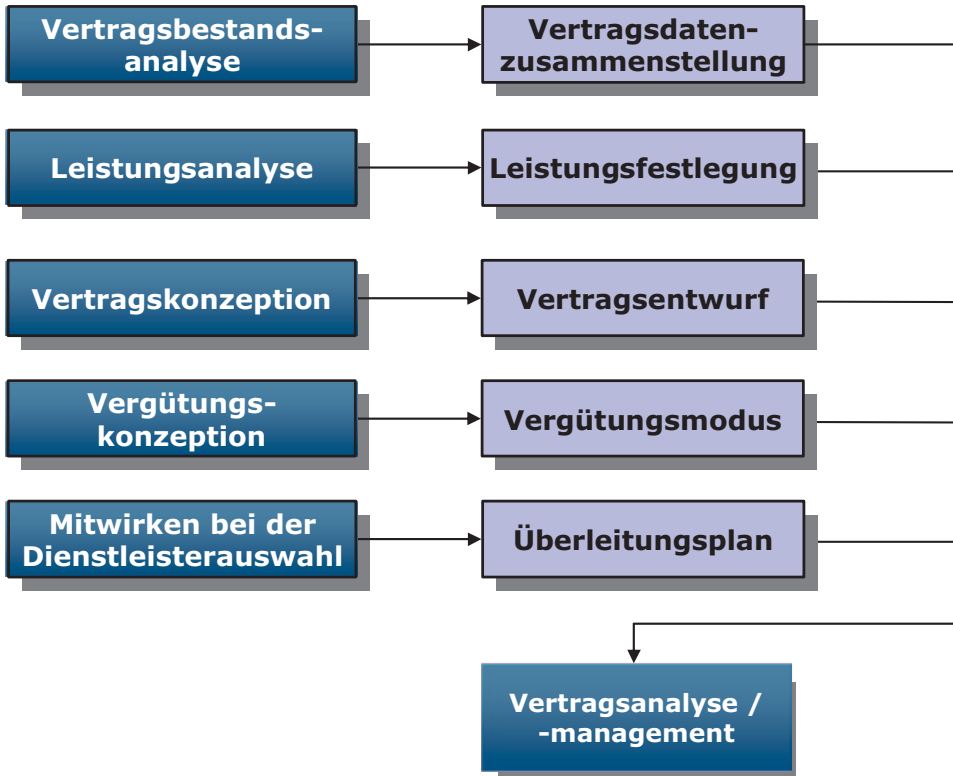 Vertragsbestands-
analyse
Vertragsdaten-
zusammenstellung
Leistungsanalyse
Leistungsfestlegung
Vertragskonzeption
Vertragsentwurf
Vergütungs-
konzeption
Vergütungsmodus
Mitwirken bei der
Dienstleisterauswahl
Überleitungsplan
Vertragsanalyse /
-management